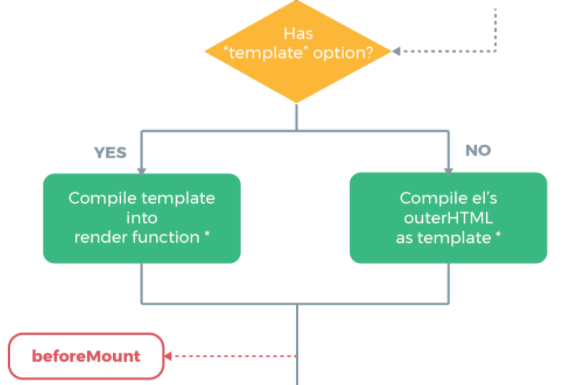 Has
“template” option?
YES
NO
Compile template
into
render function *
Compile el’s
outerHTML
as template *
beforeMount